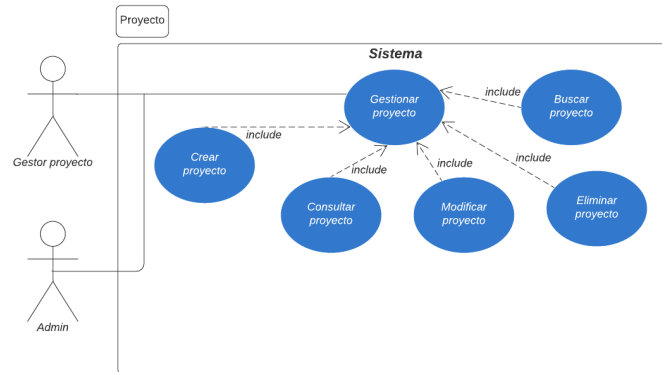 Proyecto
Sistema
Gestionar
proyecto
include
Buscar
proyecto
Gestor proyecto
Crear
proyecto
include
include
include
include
Consultar
proyecto
Modificar
proyecto
Eliminar
proyecto
Admin